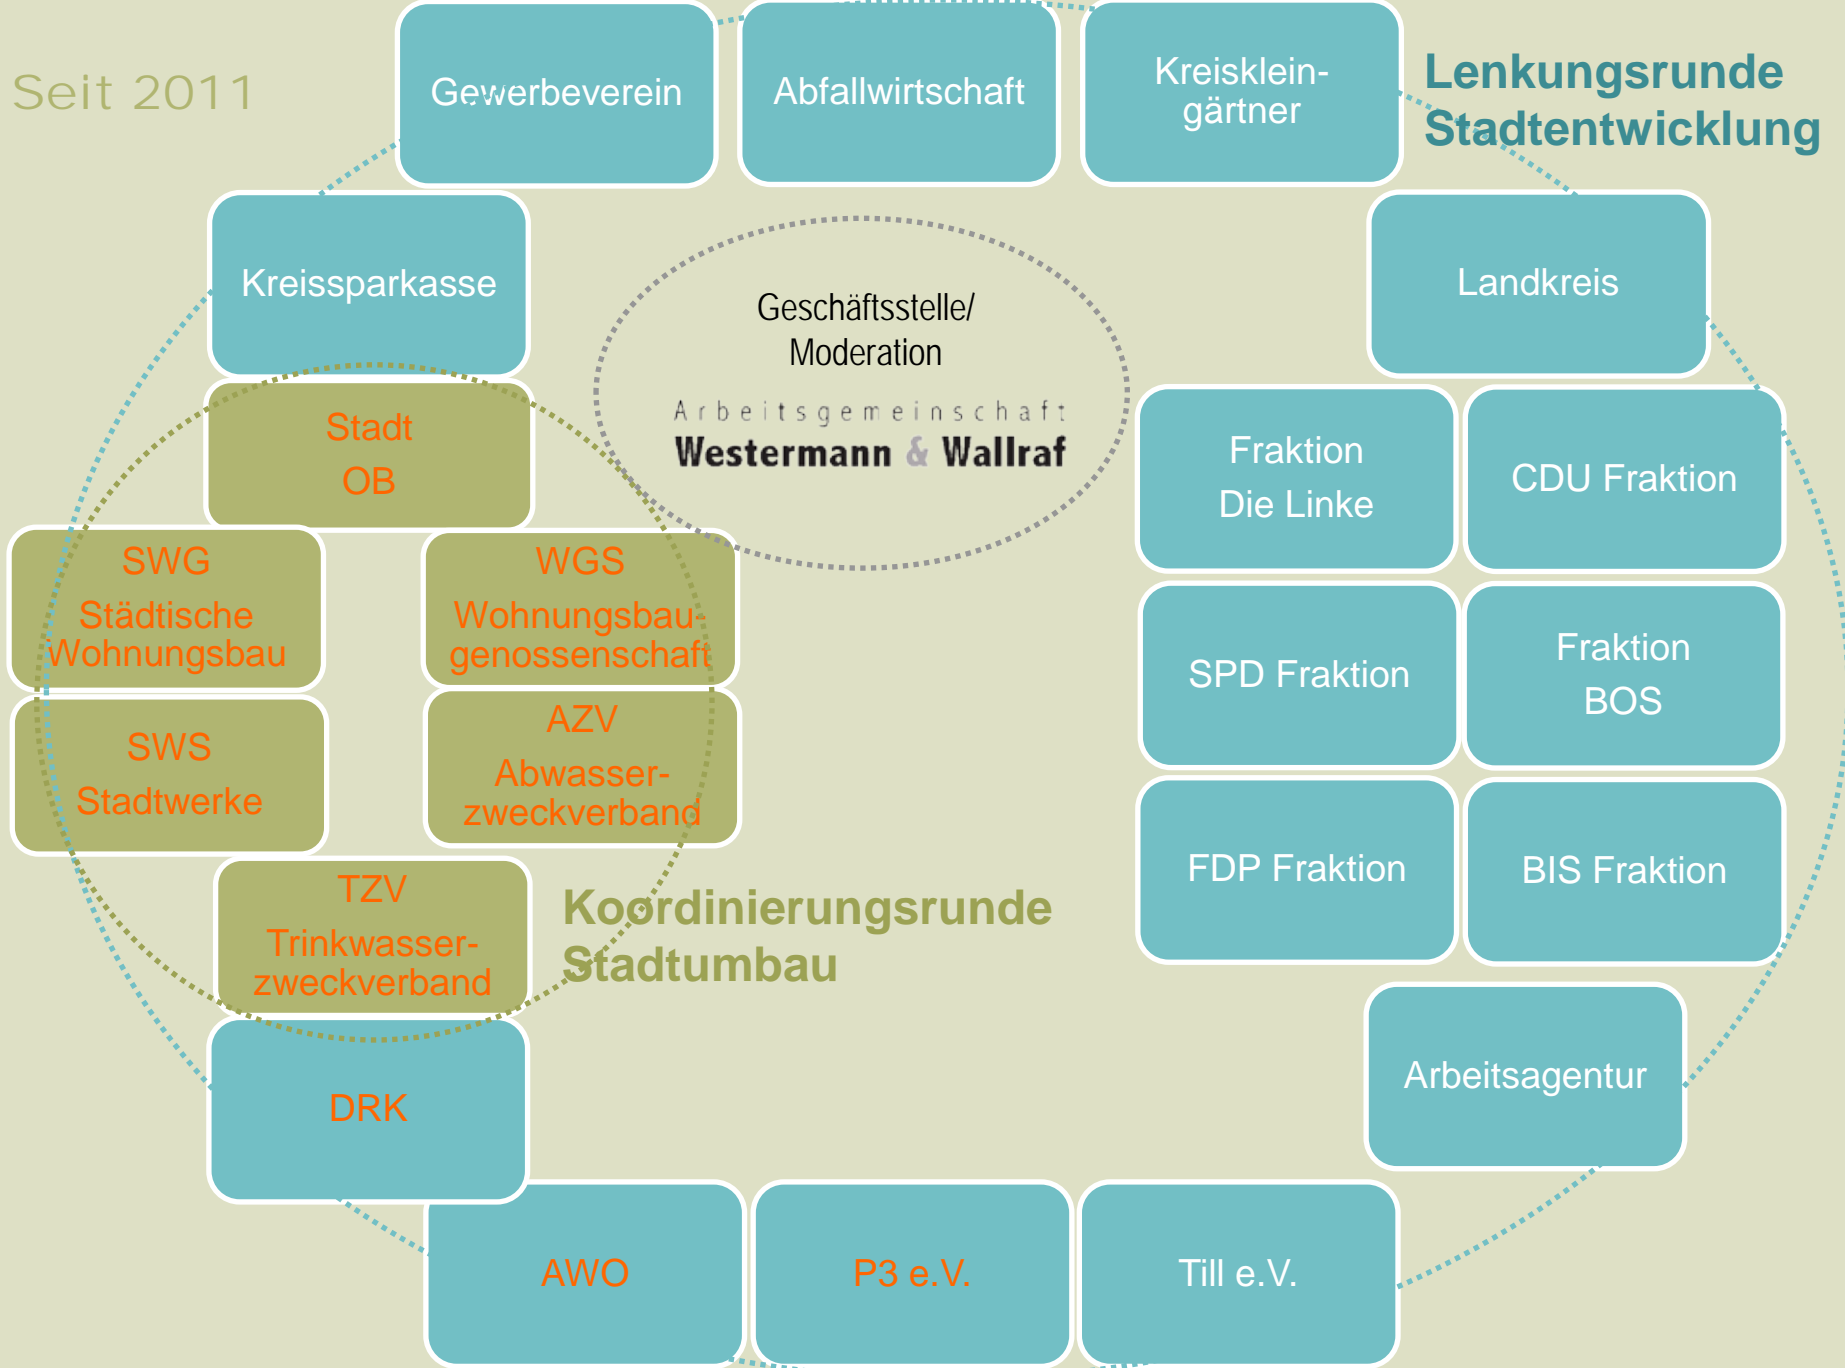 Seit 2011
Gewerbeverein
Abfallwirtschaft
Kreisklein-
gärtner
Lenkungsrunde
Stadtentwicklung
Kreissparkasse
Geschäftsstelle/
Moderation
Arbeitsgemeinschaft
Westermann & Wallraf
Landkreis
Stadt
OB
Fraktion
Die Linke
CDU Fraktion
SWG
Städtische
Wohnungsbau
WGS
Wohnungsbau-
genossenschaft
SPD Fraktion
Fraktion
BOS
SWS
Stadtwerke
AZV
Abwasser-
zweckverband
FDP Fraktion
BIS Fraktion
TZV
Trinkwasser-
zweckverband
Koordinierungsrunde
Stadtumbau
DRK
Arbeitsagentur
AWO
P3 e.V.
Till e.V.